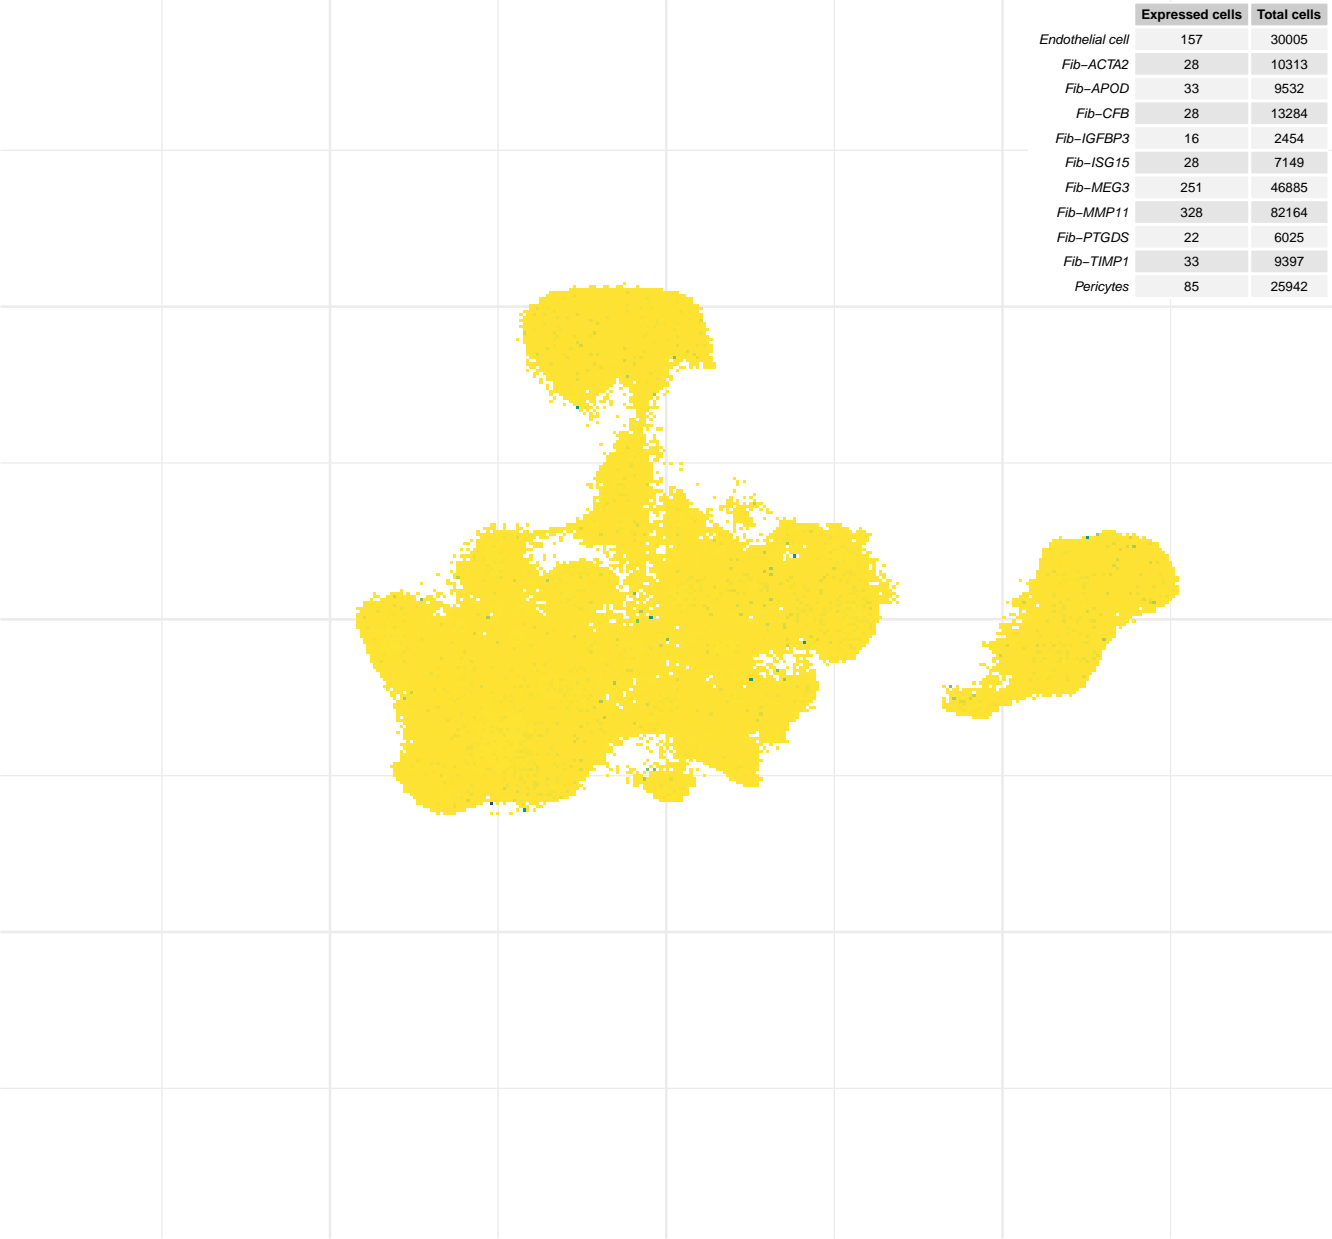 Expressed cells Total cells
Endothelial cell 157 30005
Fib−ACTA2 28 10313
Fib−APOD 33 9532
Fib−CFB 28 13284
Fib−IGFBP3 16 2454
Fib−ISG15 28 7149
Fib−MEG3 251 46885
Fib−MMP11 328 82164
Fib−PTGDS 22 6025
Fib−TIMP1 33 9397
Pericytes 85 25942